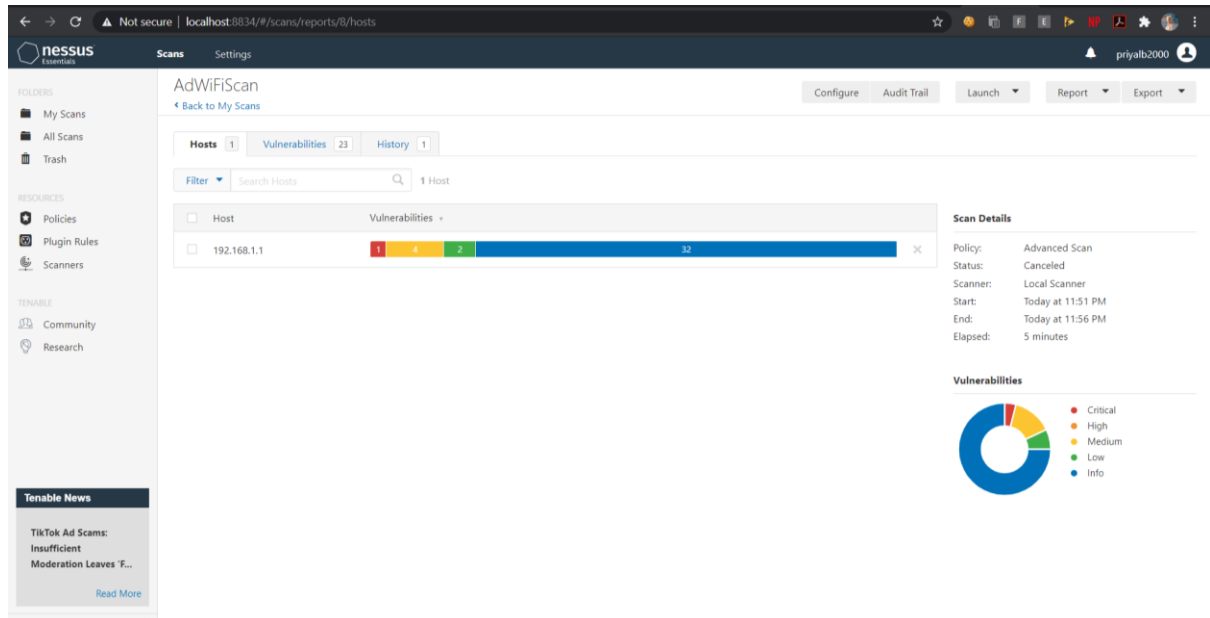 Not secure | localhost:8834/#/scans/reports/8/hosts
F E NP
nessus Essentials Scans Settings priyalb2000
FOLDERS
My Scans
All Scans
Trash
RESOURCES
Policies
Plugin Rules
Scanners
TENABLE
Community
Research
Tenable News
TikTok Ad Scams:
Insufficient
Moderation Leaves 'F...
Read More
AdWiFiScan
Back to My Scans
Configure Audit Trail Launch Report Export
Hosts 1 Vulnerabilities 23 History 1
Filter Search Hosts 1 Host
Host Vulnerabilities
192.168.1.1 1 4 2 32
Scan Details
Policy: Advanced Scan
Status: Canceled
Scanner: Local Scanner
Start: Today at 11:51 PM
End: Today at 11:56 PM
Elapsed: 5 minutes
Vulnerabilities
Critical
High
Medium
Low
Info